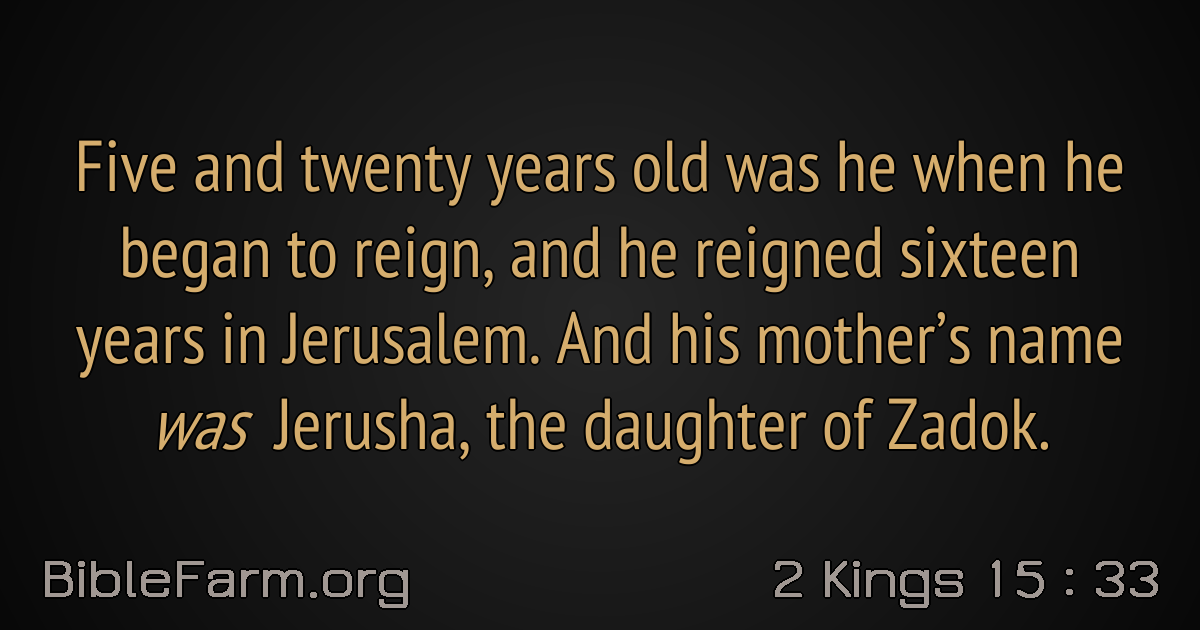 Five and twenty years old was he when he
began to reign, and he reigned sixteen
years in Jerusalem. And his mother’s name
was Jerusha, the daughter of Zadok.
BibleFarm.org
2 Kings 15 : 33